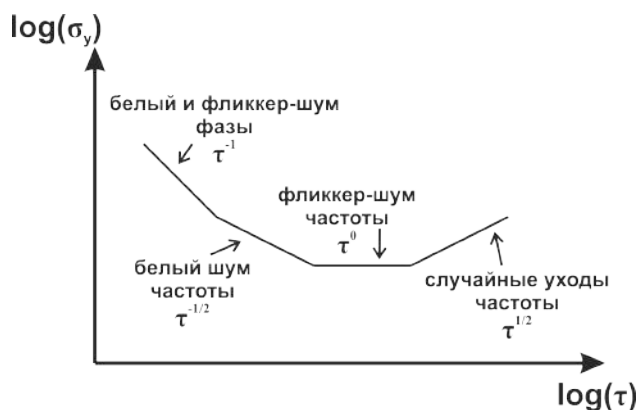 log(σy)
белый и фликкер-шум
фазы
τ-1
фликкер-шум
частоты
τ0
белый шум
частоты
τ-1/2
случайные уходы
частоты
τ1/2
log(τ)